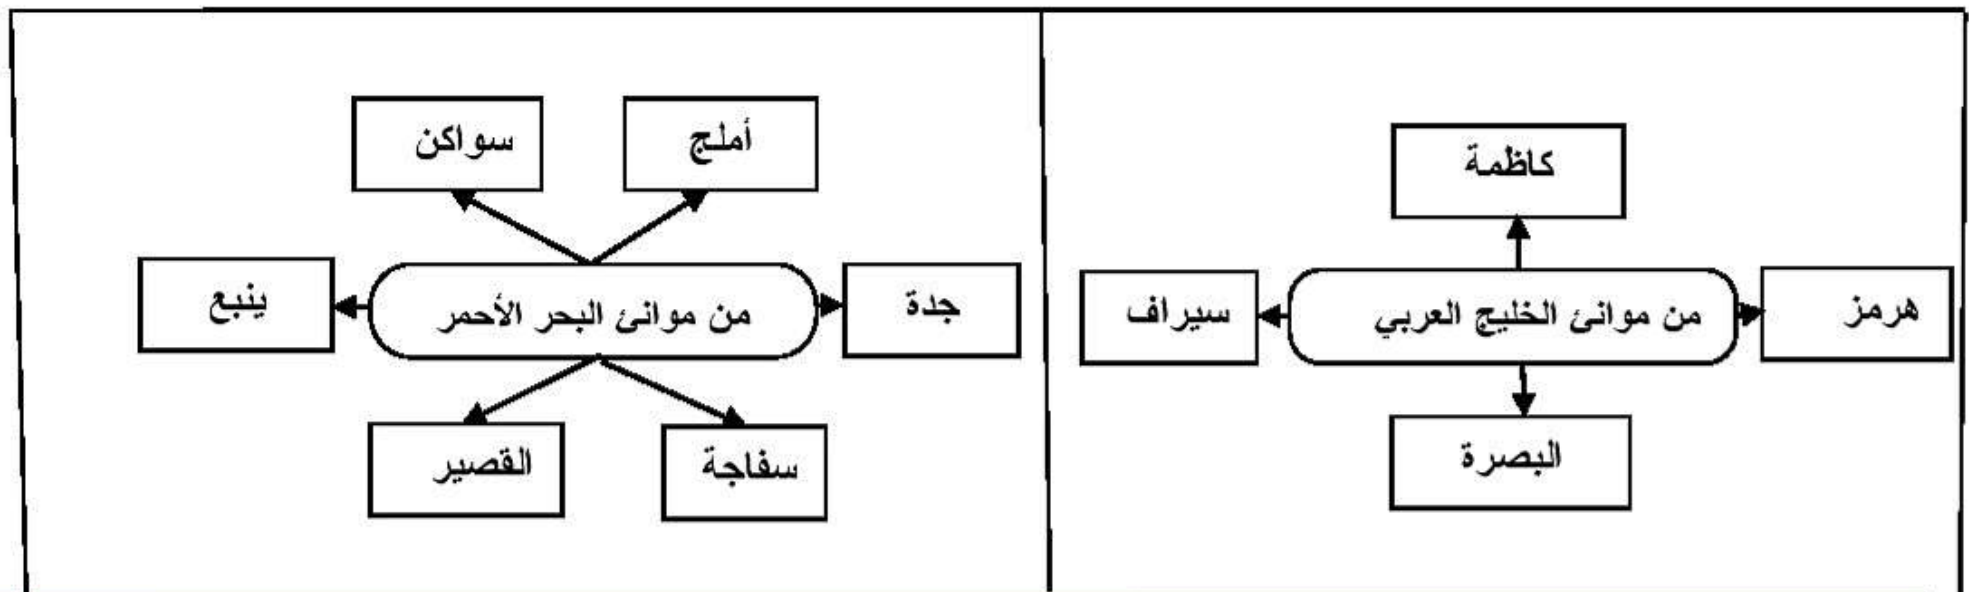 كاظمة
هرمز
من موانئ الخليج العربي
سيراف
البصرة
أملج
سواكن
جدة
من موانئ البحر الأحمر
ينبع
سفاجة
القصير